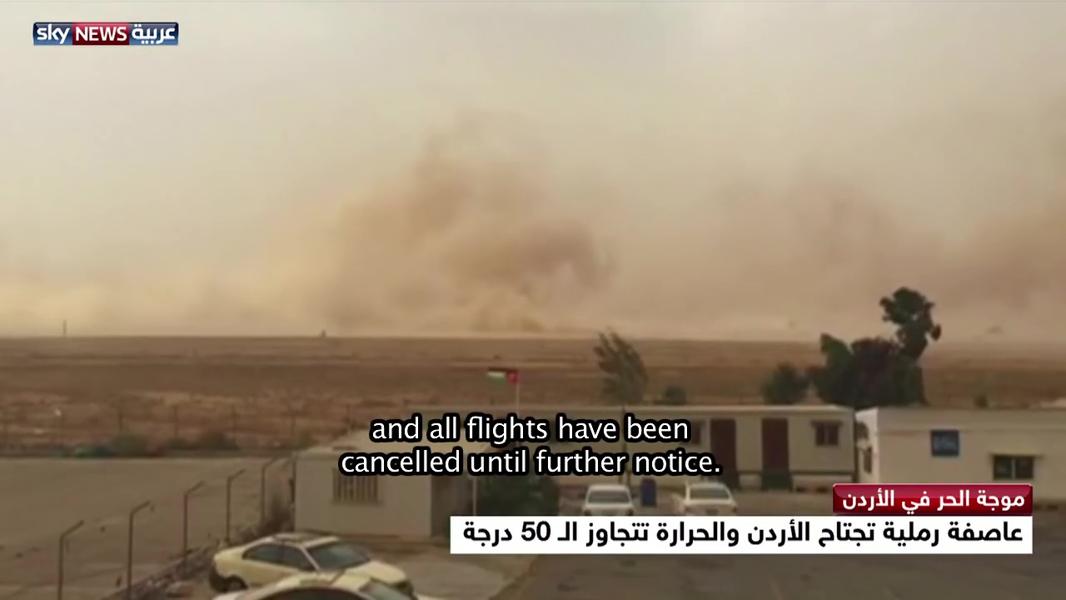 sky NEWS عربية
and all flights have been
cancelled until further notice.
موجة الحر في الأردن
عاصفة رملية تجتاح الأردن والحرارة تتجاوز الـ 50 درجة